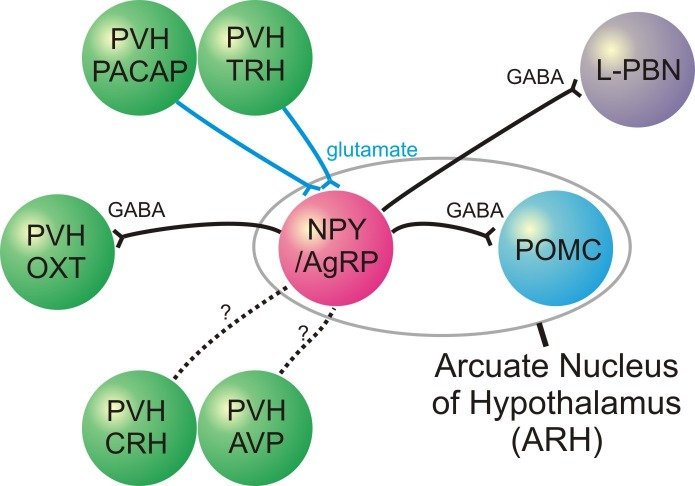 PVH
PACAP
PVH
TRH
GABA
L-PBN
glutamate
PVH
OXT
GABA
NPY
/AgRP
GABA
POMC
?
?
PVH
CRH
PVH
AVP
Arcuate Nucleus
of Hypothalamus
(ARH)